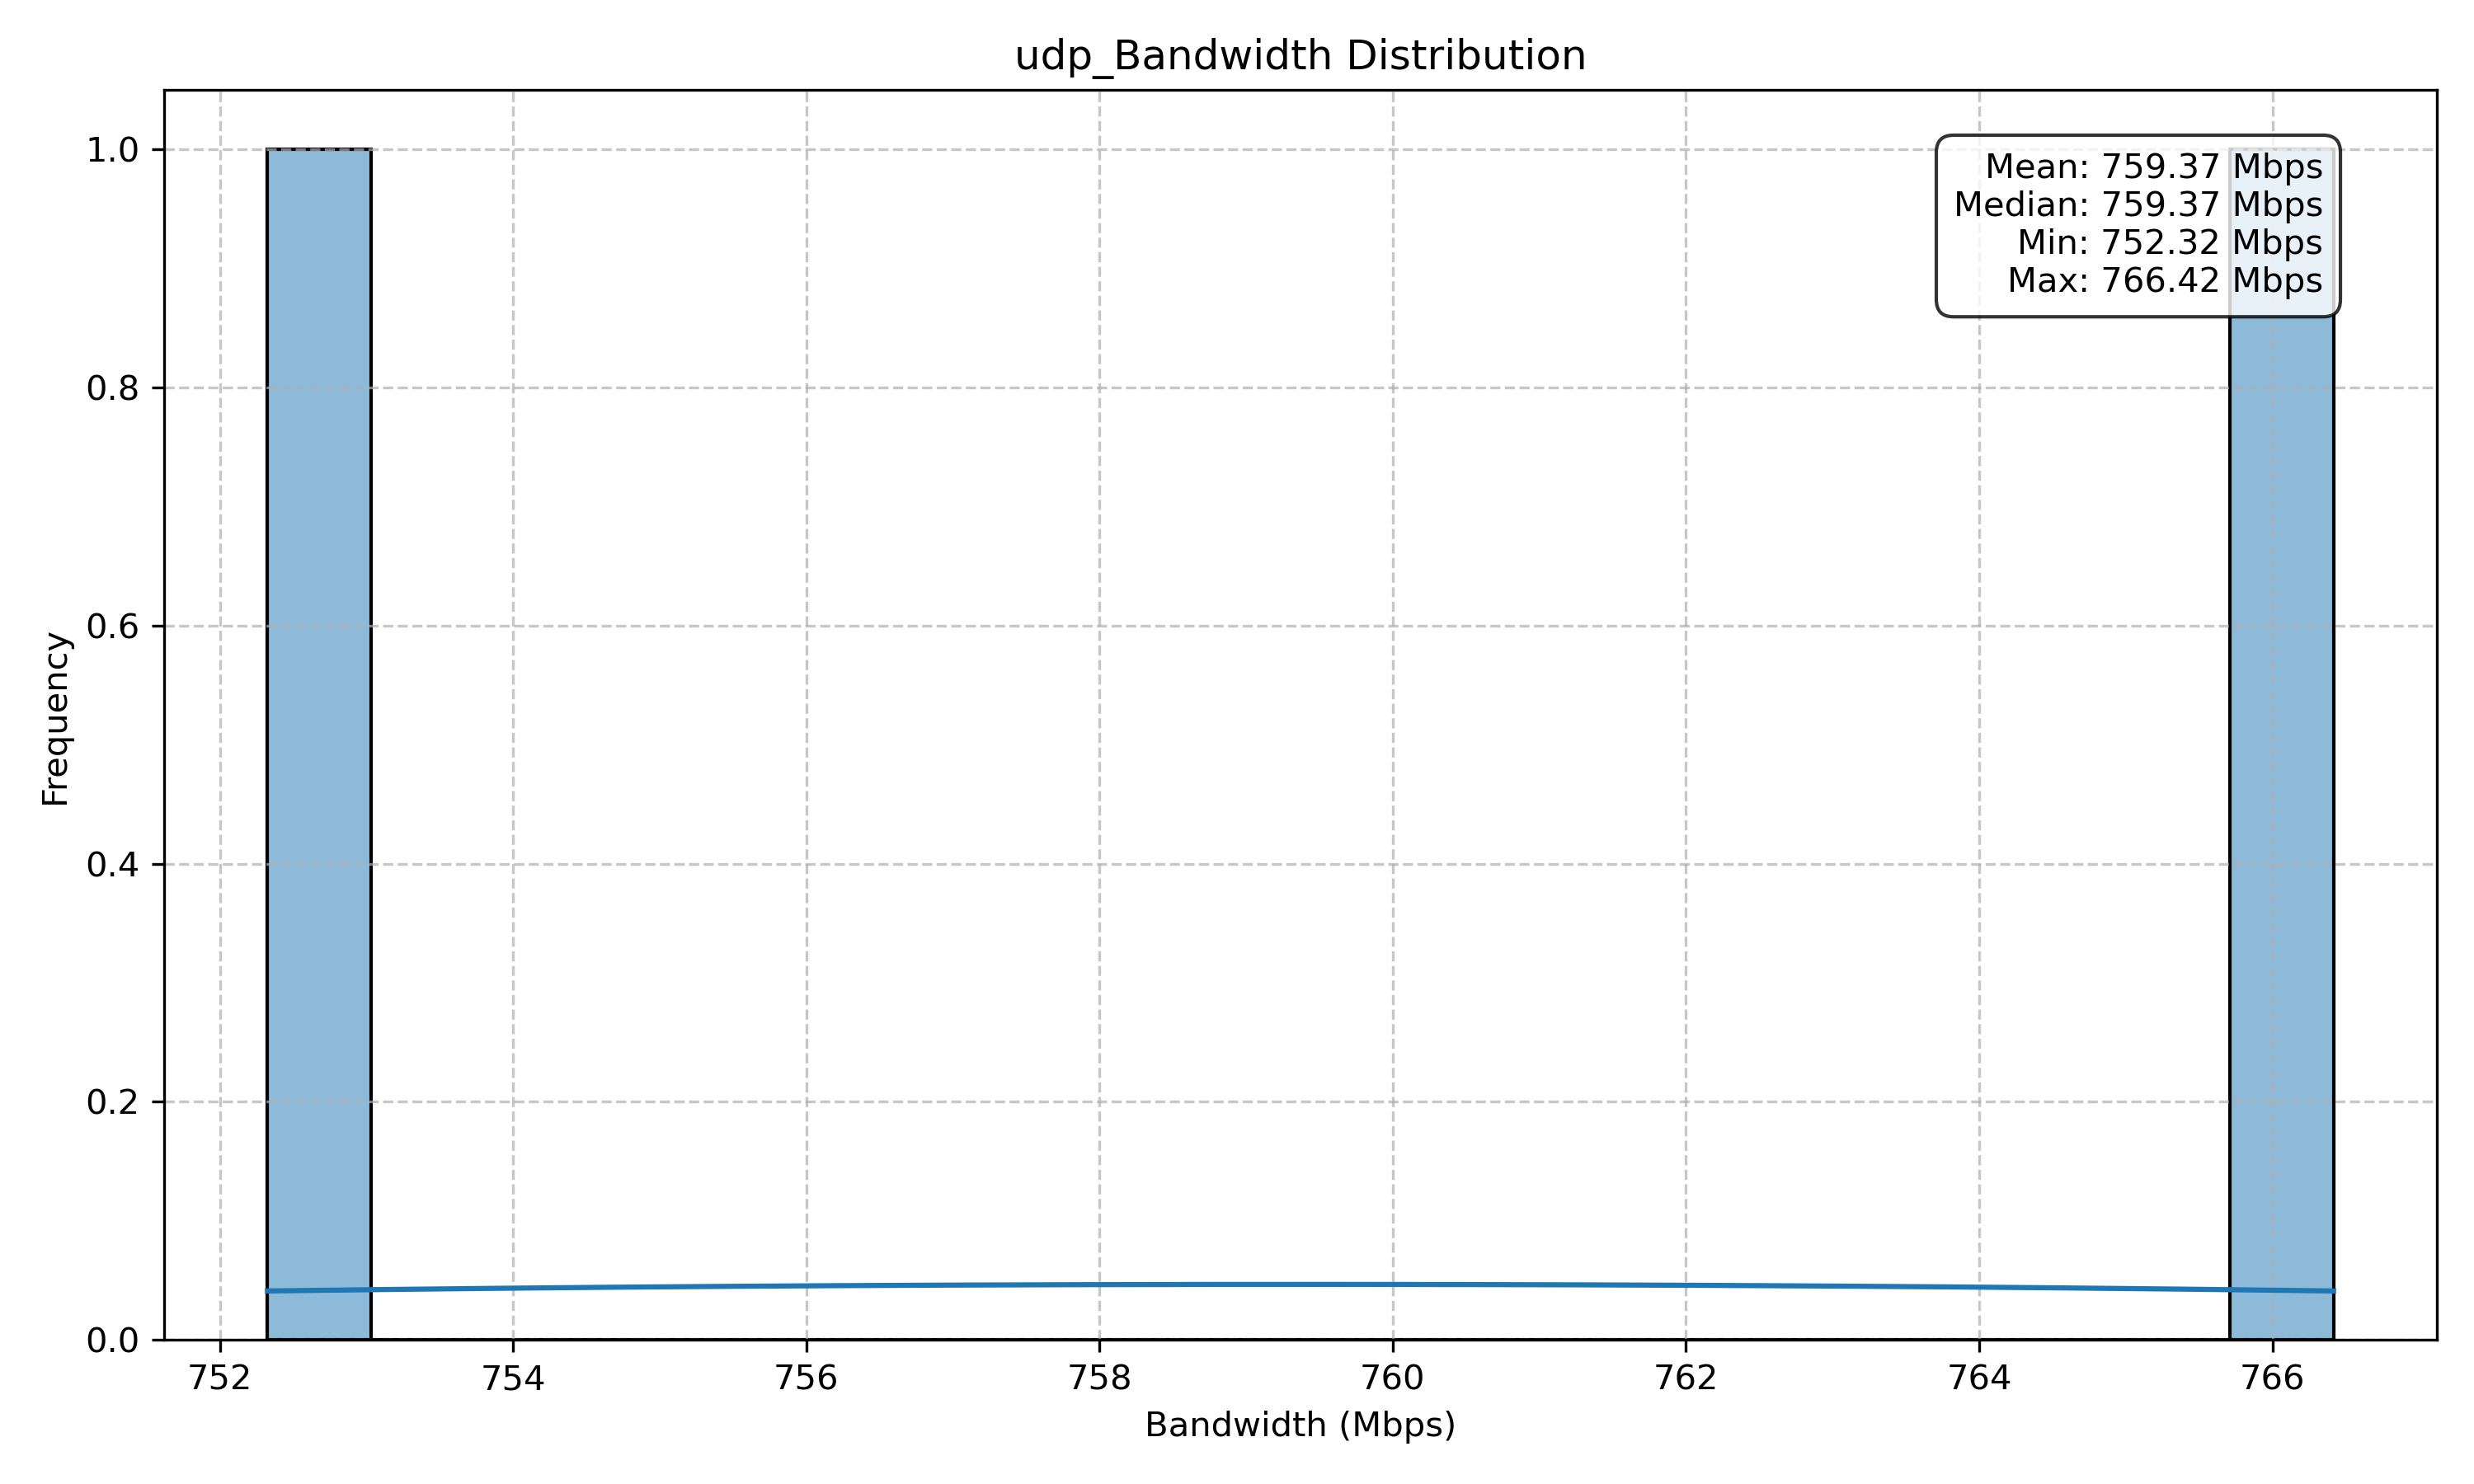 udp_Bandwidth Distribution
1.0
0.8
0.6
0.4
0.2
0.0
Frequency
Mean: 759.37 Mbps
Median: 759.37 Mbps
Min: 752.32 Mbps
Max: 766.42 Mbps
752 754 756 758 760 762 764 766
Bandwidth (Mbps)